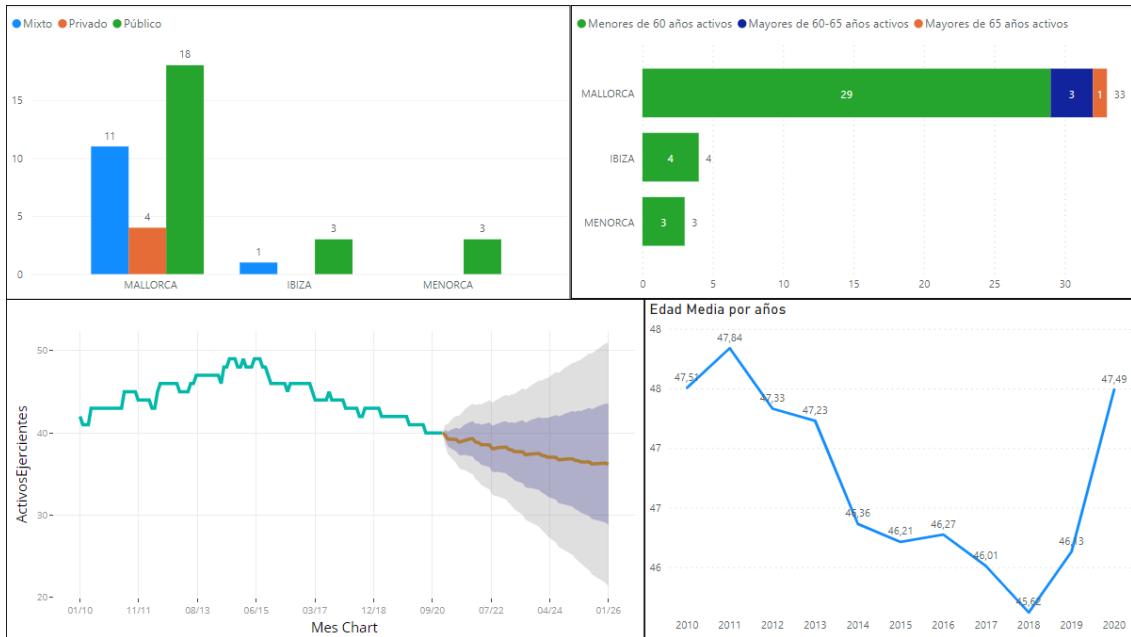 Mixto Privado Público
18
15
11
10
5
4
3
3
1
0
MALLORCA IBIZA MENORCA
Menores de 60 años activos Mayores de 60-65 años activos Mayores de 65 años activos
MALLORCA 29 3 1 33
IBIZA 4 4
MENORCA 3 3
0 5 10 15 20 25 30
50
40
30
20
ActivosEjercientes
01/10 11/11 08/13 06/15 03/17 12/18 09/20 07/22 04/24 01/26
Mes Chart
Edad Media por años
48
48
47
47
46
47,51
47,84
47,33
47,23
46,36
46,21
46,27
46,01
45,62
46,13
47,49
2010 2011 2012 2013 2014 2015 2016 2017 2018 2019 2020